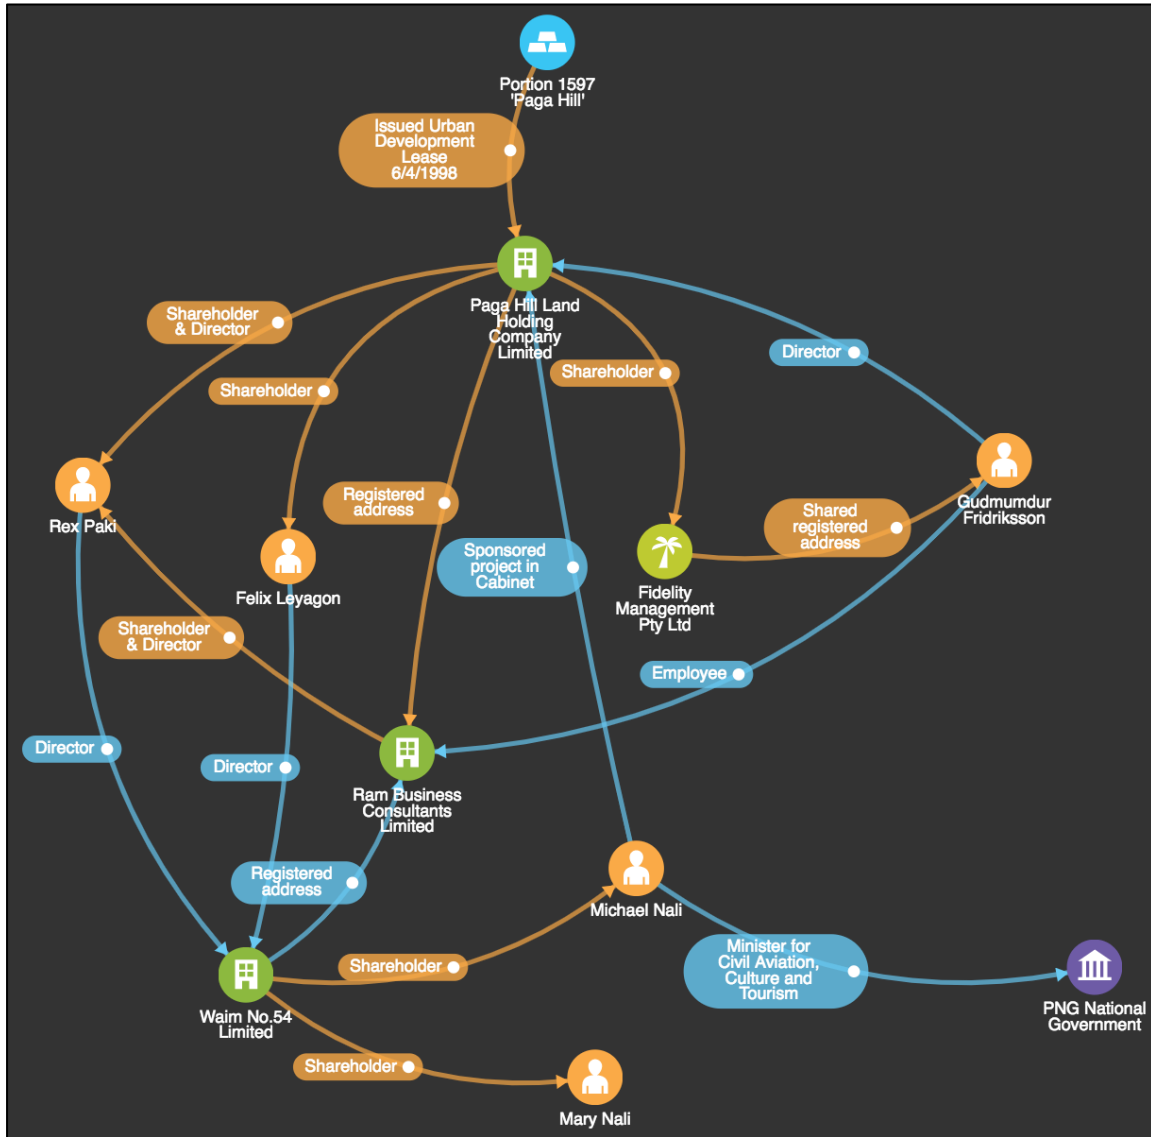 Portion 1597
'Paga Hill'
Issued Urban
Development
Lease
6/4/1998
Paga Hill Land
Holding
Company
Limited
Shareholder
& Director
Director
Shareholder
Shareholder
Rex Paki
Registered
address
Shared
registered
address
Gudmumdur
Fridriksson
Sponsored
project in
Cabinet
Felix Leyagon
Fidelity
Management
Pty Ltd
Shareholder
& Director
Employee
Director
Director
Ram Business
Consultants
Limited
Registered
address
Michael Nali
Shareholder
Minister for
Civil Aviation,
Culture and
Tourism
Waim No.54
Limited
PNG National
Government
Shareholder
Mary Nali